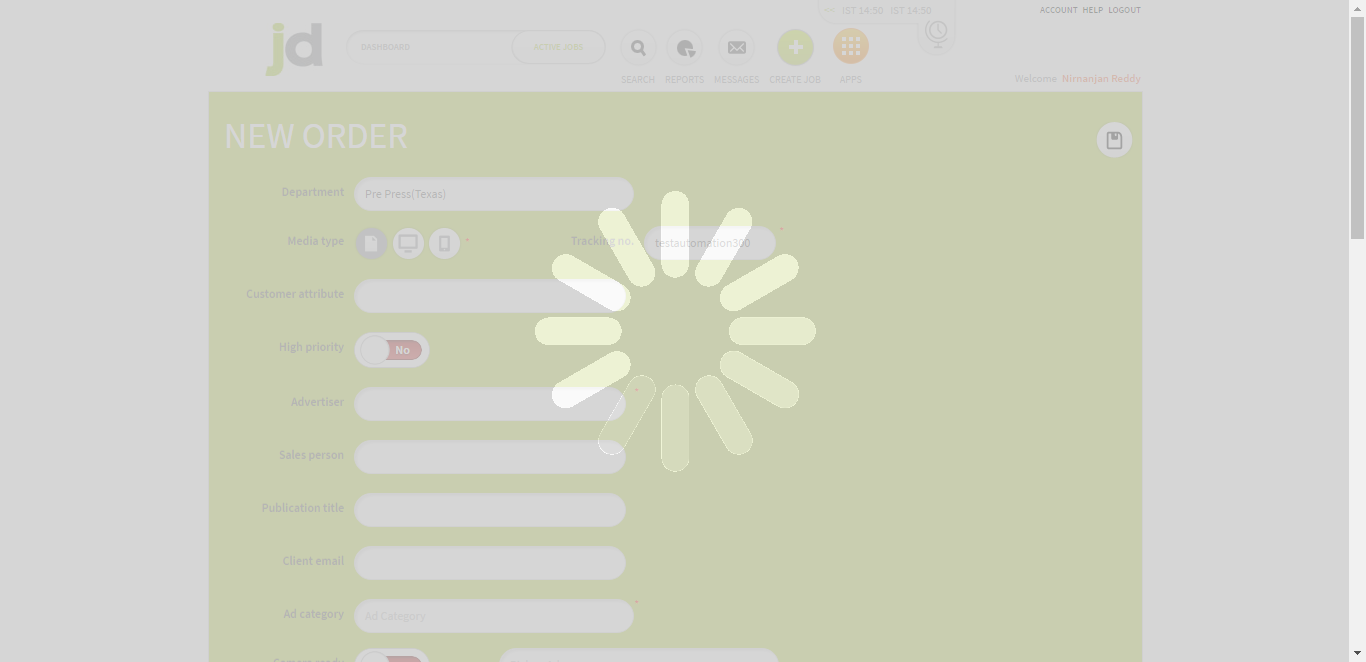 IST 14:50 IST 14:50
ACCOUNT HELP LOGOUT
jd
DASHBOARD
ACTIVE JOBS
SEARCH REPORTS MESSAGES CREATE JOB APPS
Welcome Nirnanjan Reddy
NEW ORDER
Department Pre Press(Texas)
Media type * Tracking no. testautomation300 *
Customer attribute
High priority No
Advertiser *
Sales person
Publication title
Client email
Ad category Ad Category *
Camera ready